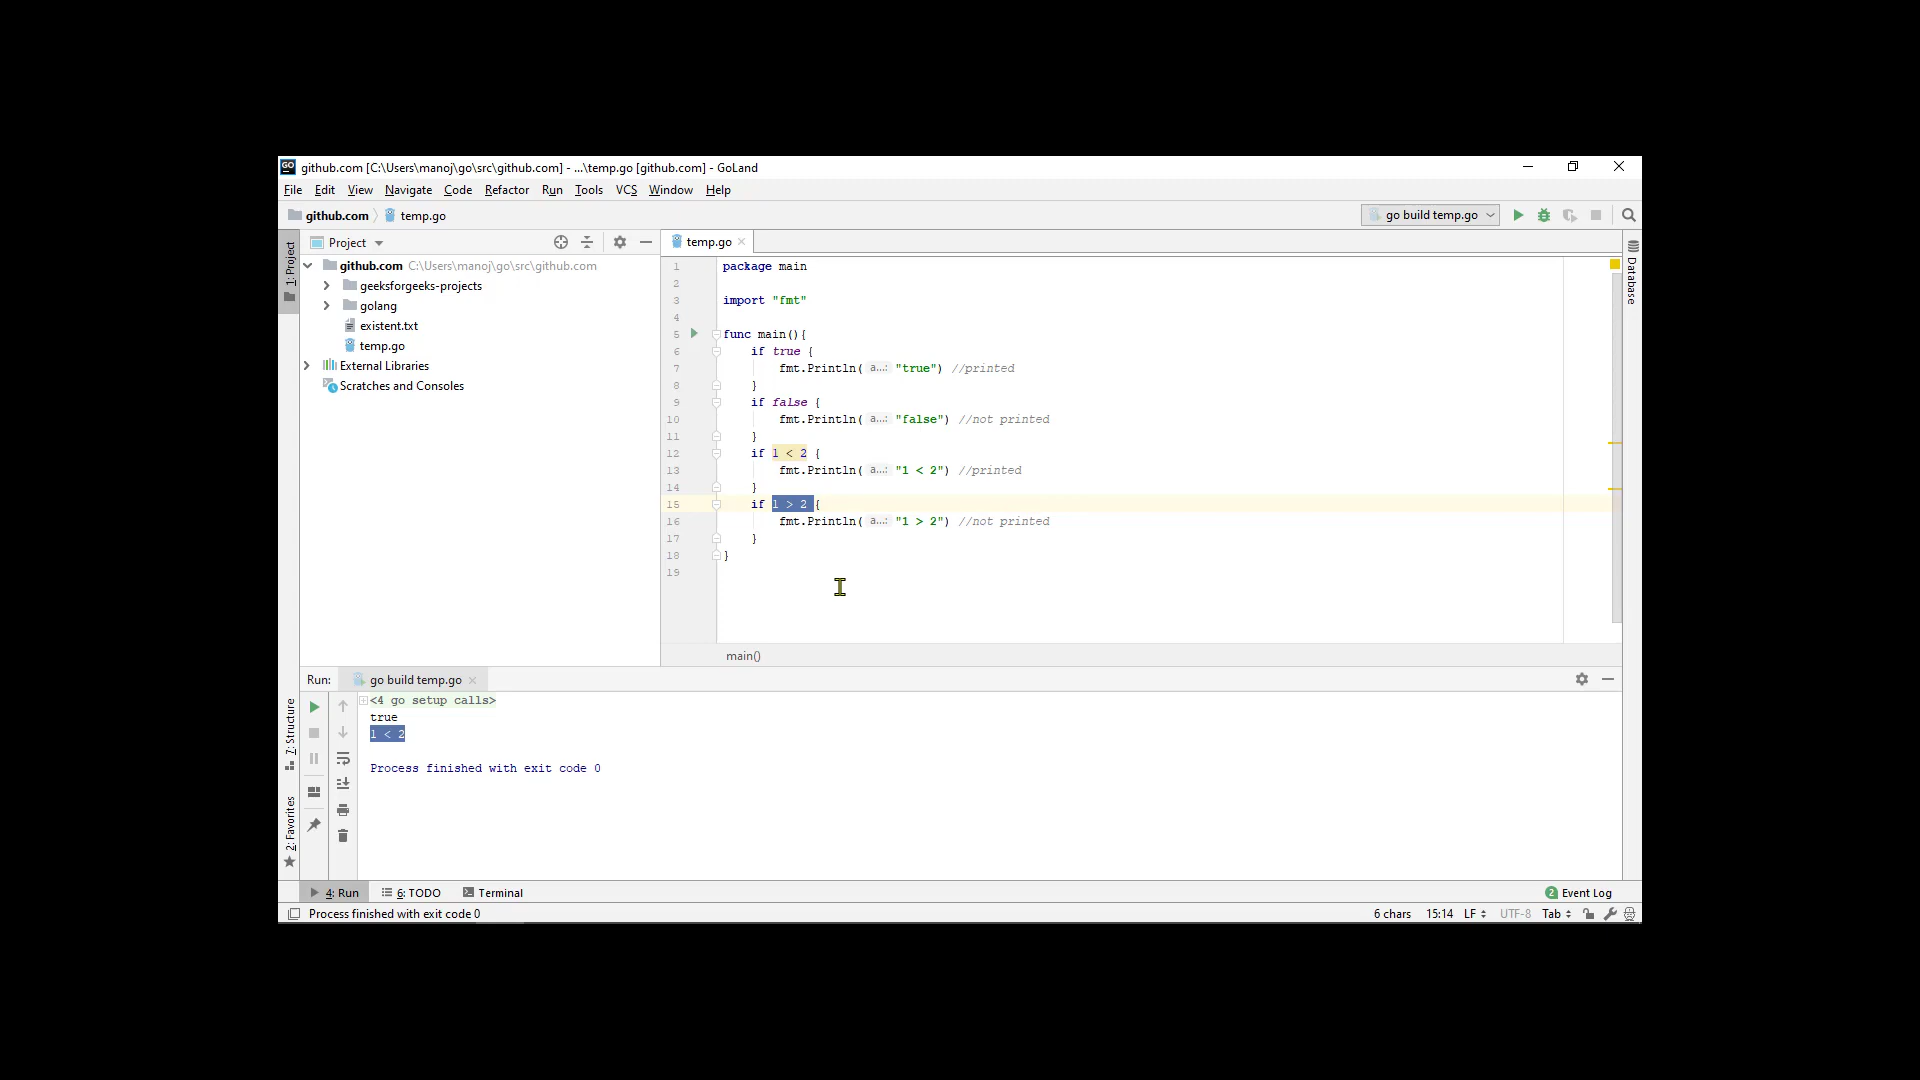 github.com [C:\Users\manoj\go\src\github.com] - ...\temp.go [github.com] - GoLand
File Edit View Navigate Code Refactor Run Tools VCS Window Help
github.com temp.go go build temp.go
Project
github.com C:\Users\manoj\go\src\github.com
geeksforgeeks-projects
golang
existent.txt
temp.go
External Libraries
Scratches and Consoles
1: Project
7: Structure
2: Favorites
temp.go
1 package main
2
3 import "fmt"
4
5 func main(){
6 if true {
7 fmt.Println( a...: "true") //printed
8 }
9 if false {
10 fmt.Println( a...: "false") //not printed
11 }
12 if 1 < 2 {
13 fmt.Println( a...: "1 < 2") //printed
14 }
15 if 1 > 2 {
16 fmt.Println( a...: "1 > 2") //not printed
17 }
18 }
19
main()
Database
Run: go build temp.go
<4 go setup calls>
true
1 < 2
Process finished with exit code 0
4: Run 6: TODO Terminal 2 Event Log
Process finished with exit code 0 6 chars 15:14 LF UTF-8 Tab